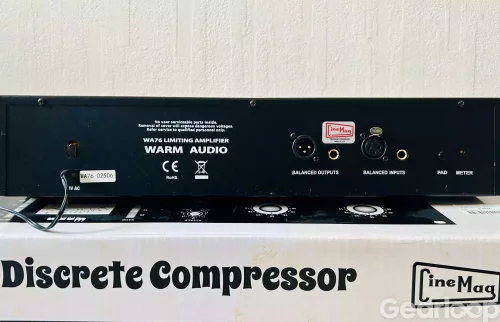 No user serviceable parts inside.
Removal of cover will expose dangerous voltages.
Refer service to qualified personnel only.
WA76 LIMITING AMPLIFIER
WARM AUDIO
CE
RoHS
CineMag
WA76 02506
V AC
BALANCED OUTPUTS
BALANCED INPUTS
PAD
METER
Discrete Compressor
CineMag
Gearloop